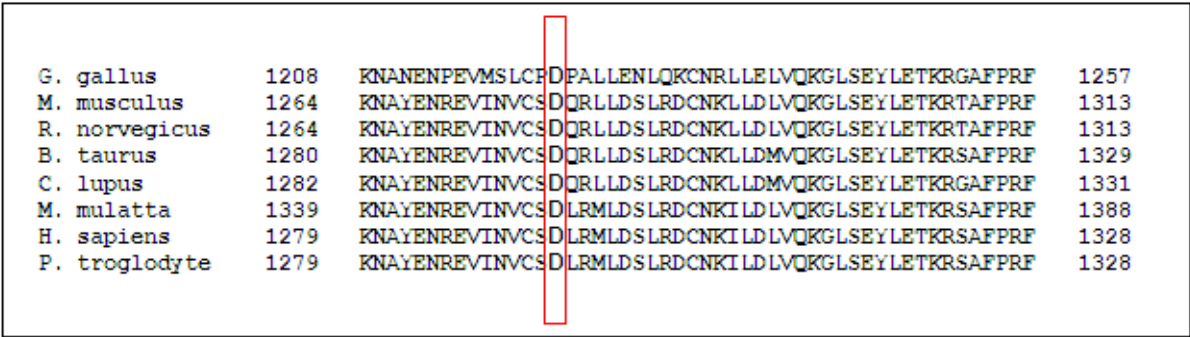 G. gallus 1208 KNANENPEVMSLCPDPALLENLQKCNRLLELVQKGLSEYLETKRGAFPRF 1257
M. musculus 1264 KNAYENREVINVCSDQRLLDSLRDCNKLLDLVQKGLSEYLETKRTAFPRF 1313
R. norvegicus 1264 KNAYENREVINVCSDQRLLDSLRDCNKLLDLVQKGLSEYLETKRTAFPRF 1313
B. taurus 1280 KNAYENREVINVCSDQRLLDSLRDCNKLLDMVQKGLSEYLETKRSAFPRF 1329
C. lupus 1282 KNAYENREVINVCSDQRLLDSLRDCNKLLDMVQKGLSEYLETKRGAFPRF 1331
M. mulatta 1339 KNAYENREVINVCSDLRMLDSLRDCNKILDLVQKGLSEYLETKRSAFPRF 1388
H. sapiens 1279 KNAYENREVINVCSDLRMLDSLRDCNKILDLVQKGLSEYLETKRSAFPRF 1328
P. troglodyte 1279 KNAYENREVINVCSDLRMLDSLRDCNKILDLVQKGLSEYLETKRSAFPRF 1328